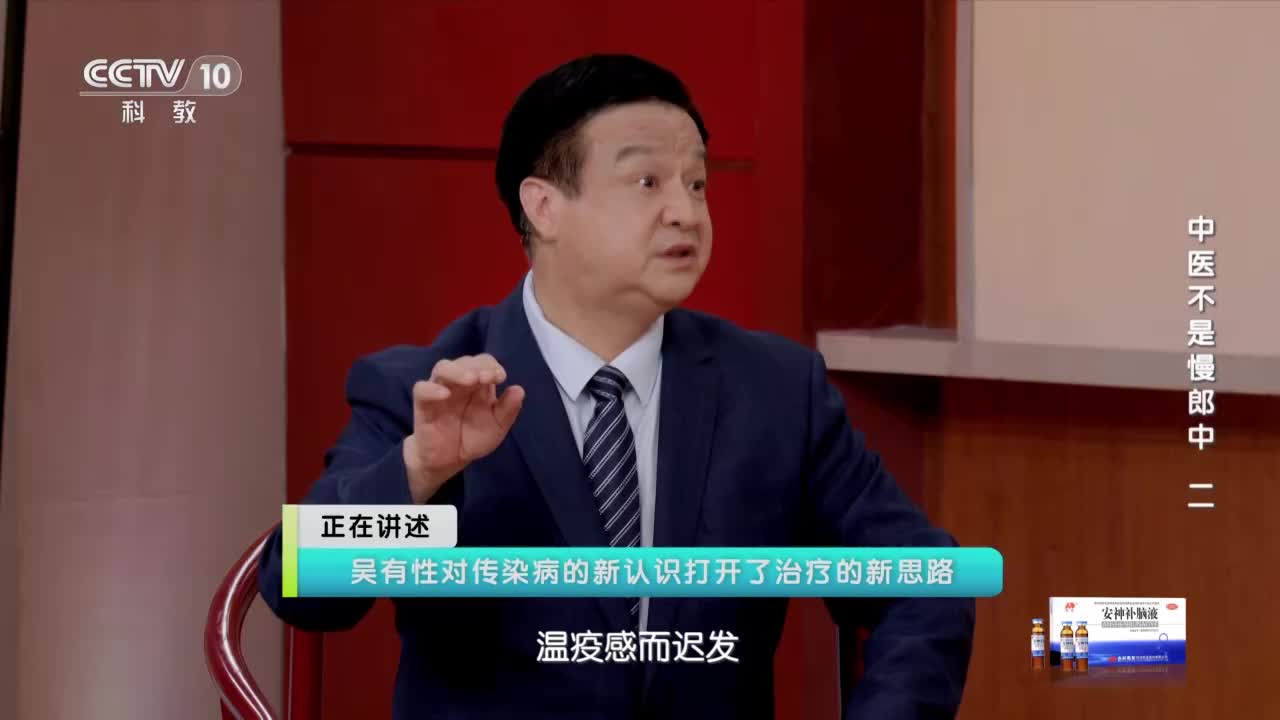 CCTV 10
科教
中医不是慢郎中 二
正在讲述
吴有性对传染病的新认识打开了治疗的新思路
安神补脑液
温疫感而迟发